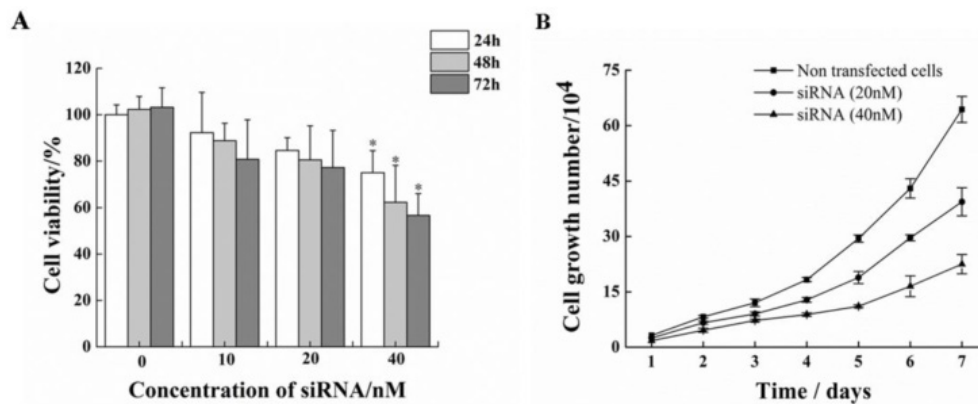 A
24h
48h
72h
120
100
80
60
40
20
0
Cell viability/%
* * *
0 10 20 40
Concentration of siRNA/nM
B
75
60
45
30
15
0
Cell growth number/10⁴
Non transfected cells
siRNA (20nM)
siRNA (40nM)
1 2 3 4 5 6 7
Time / days